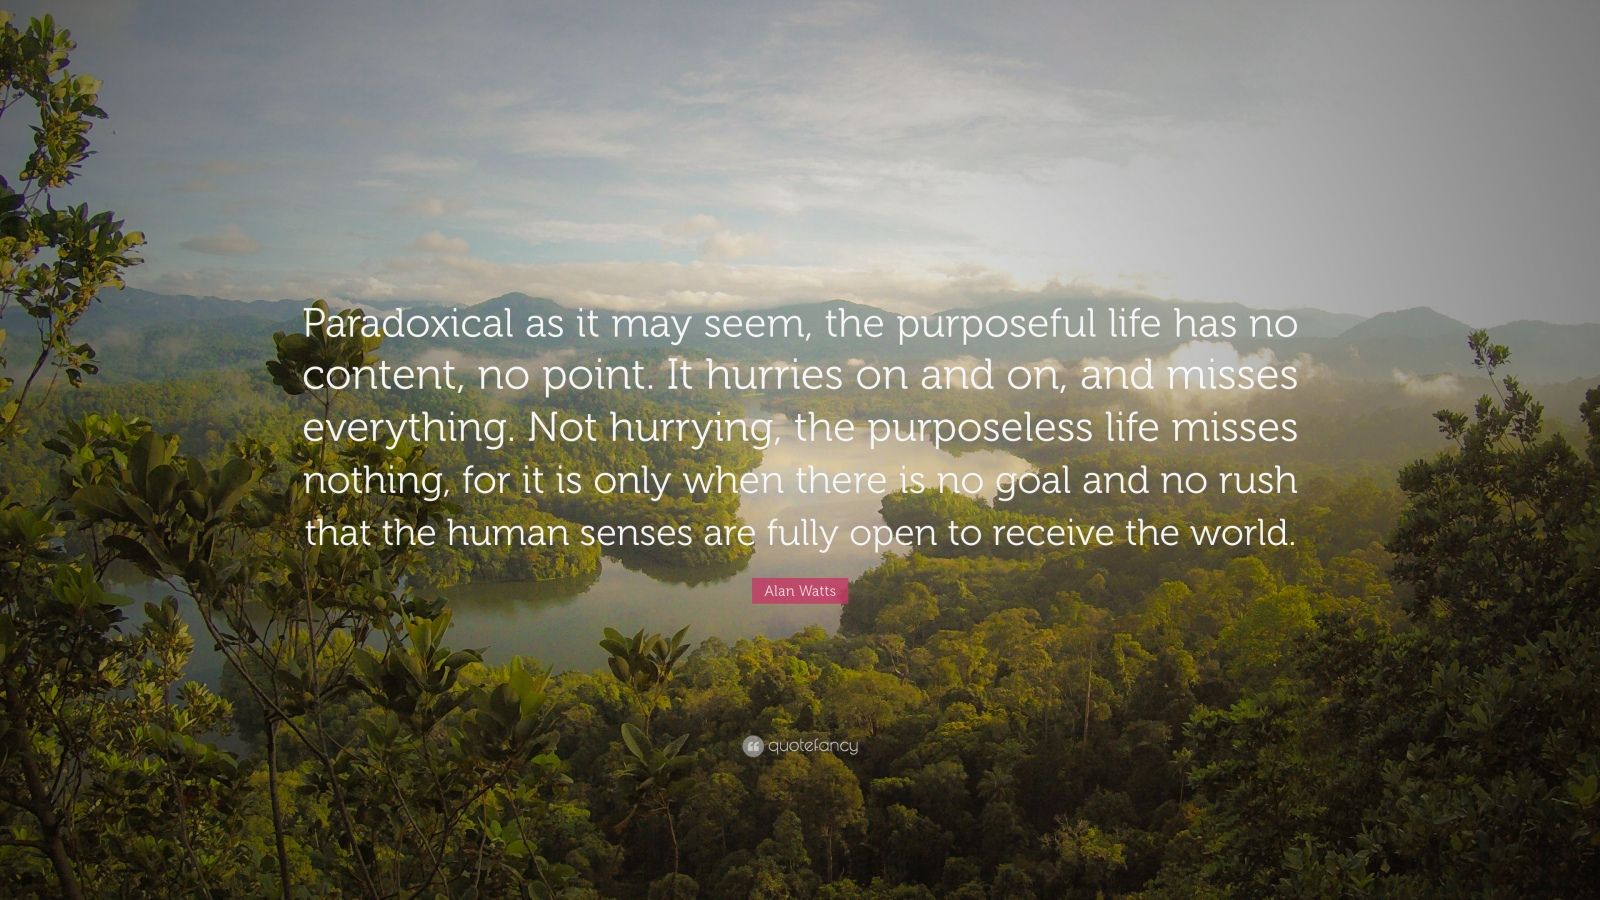 Paradoxical as it may seem, the purposeful life has no
content, no point. It hurries on and on, and misses
everything. Not hurrying, the purposeless life misses
nothing, for it is only when there is no goal and no rush
that the human senses are fully open to receive the world.
Alan Watts
quotefancy